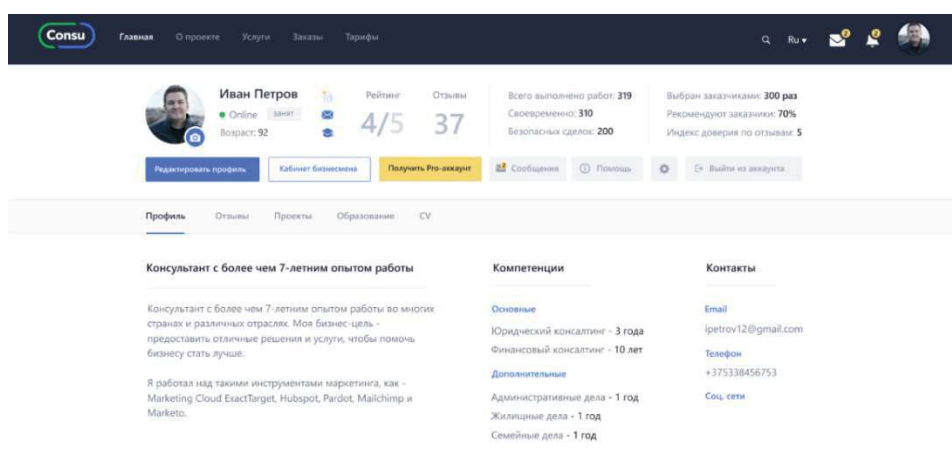 Consu
Главная О проекте Услуги Заказы Тарифы
Ru
2
2
Иван Петров
Online занят
Возраст: 92
Рейтинг
4/5
Отзывы
37
Всего выполнено работ: 319
Своевременно: 310
Безопасных сделок: 200
Выбран заказчиками: 300 раз
Рекомендуют заказчики: 70%
Индекс доверия по отзывам: 5
Редактировать профиль Кабинет бизнесмена Получить Pro-аккаунт Сообщения Помощь Выйти из аккаунта
Профиль Отзывы Проекты Образование CV
Консультант с более чем 7-летним опытом работы
Консультант с более чем 7-летним опытом работы во многих
странах и различных отраслях. Моя бизнес-цель -
предоставить отличные решения и услуги, чтобы помочь
бизнесу стать лучше.
Я работал над такими инструментами маркетинга, как -
Marketing Cloud ExactTarget, Hubspot, Pardot, Mailchimp и
Marketo.
Компетенции
Основные
Юридический консалтинг - 3 года
Финансовый консалтинг - 10 лет
Дополнительные
Административные дела - 1 год
Жилищные дела - 1 год
Семейные дела - 1 год
Контакты
Email
ipetrov12@gmail.com
Телефон
+375338456753
Соц. сети